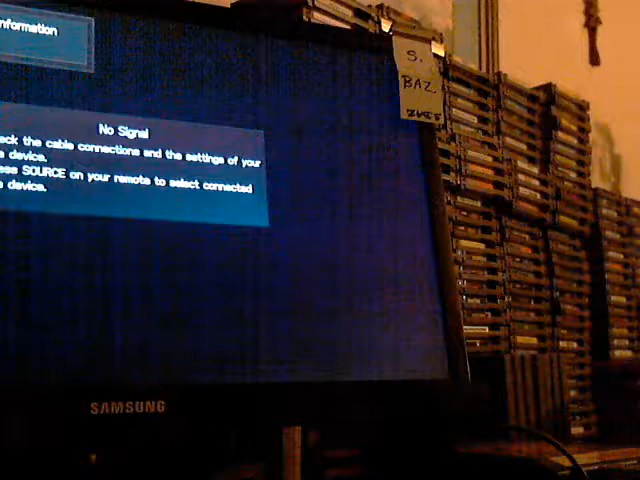 nformation
No Signal
eck the cable connections and the settings of your
e device.
ess SOURCE on your remote to select connected
e device.
S.
BAZ
SAMSUNG